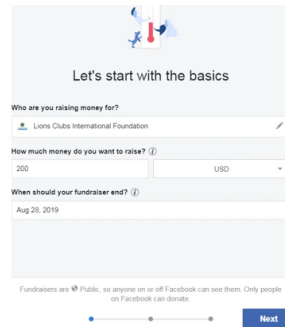 Let's start with the basics
Who are you raising money for?
Lions Clubs International Foundation
How much money do you want to raise? i
200 USD
When should your fundraiser end? i
Aug 28, 2019
Fundraisers are Public, so anyone on or off Facebook can see them. Only people
on Facebook can donate.
Next